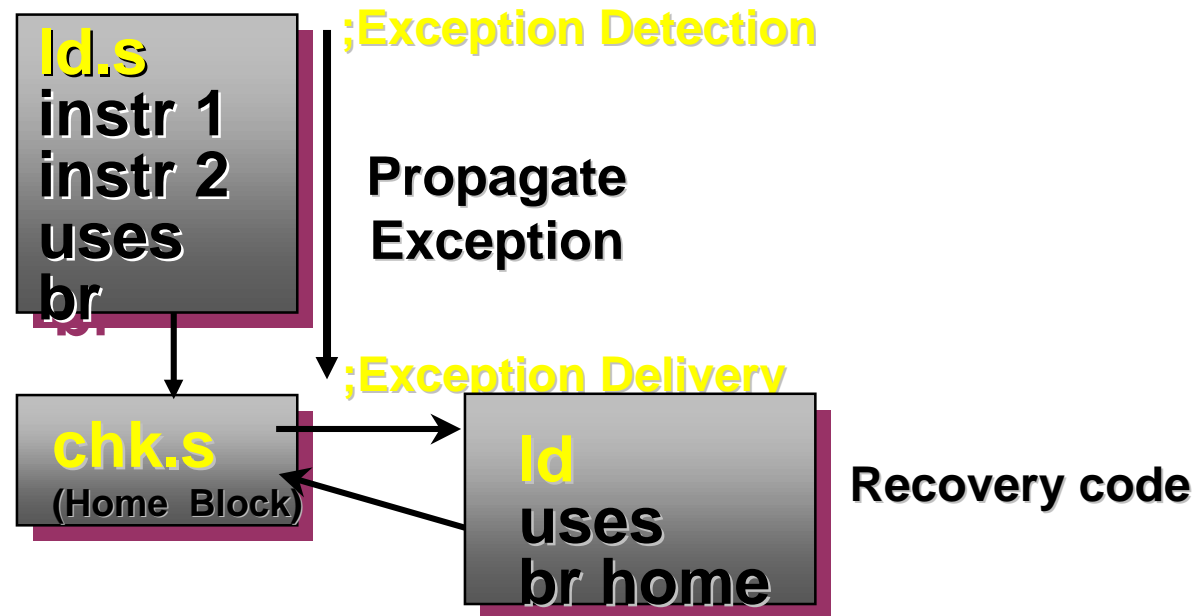 ld.s
instr 1
instr 2
uses
br
;Exception Detection
Propagate
Exception
;Exception Delivery
chk.s
(Home Block)
ld
uses
br home
Recovery code